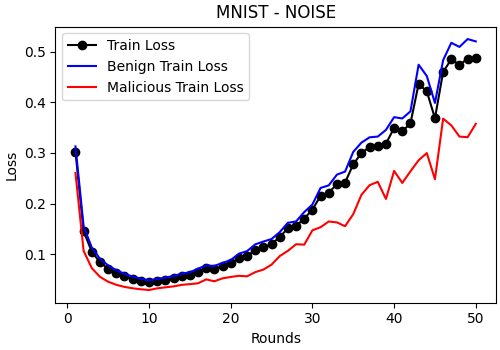 MNIST - NOISE
Train Loss
Benign Train Loss
Malicious Train Loss
Loss
0.5
0.4
0.3
0.2
0.1
0 10 20 30 40 50
Rounds